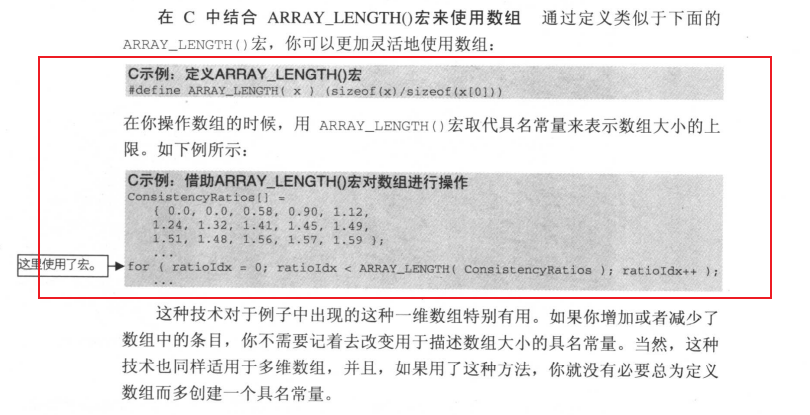 在 C 中结合 ARRAY_LENGTH()宏来使用数组 通过定义类似于下面的
ARRAY_LENGTH()宏，你可以更加灵活地使用数组：
C示例：定义ARRAY_LENGTH()宏
#define ARRAY_LENGTH( x ) (sizeof(x)/sizeof(x[0]))
在你操作数组的时候，用 ARRAY_LENGTH()宏取代具名常量来表示数组大小的上
限。如下例所示：
C示例：借助ARRAY_LENGTH()宏对数组进行操作
ConsistencyRatios[] =
{ 0.0, 0.0, 0.58, 0.90, 1.12,
1.24, 1.32, 1.41, 1.45, 1.49,
1.51, 1.48, 1.56, 1.57, 1.59 };
...
这里使用了宏。
for ( ratioIdx = 0; ratioIdx < ARRAY_LENGTH( ConsistencyRatios ); ratioIdx++ );
...
这种技术对于例子中出现的这种一维数组特别有用。如果你增加或者减少了
数组中的条目，你不需要记着去改变用于描述数组大小的具名常量。当然，这种
技术也同样适用于多维数组，并且，如果用了这种方法，你就没有必要总为定义
数组而多创建一个具名常量。